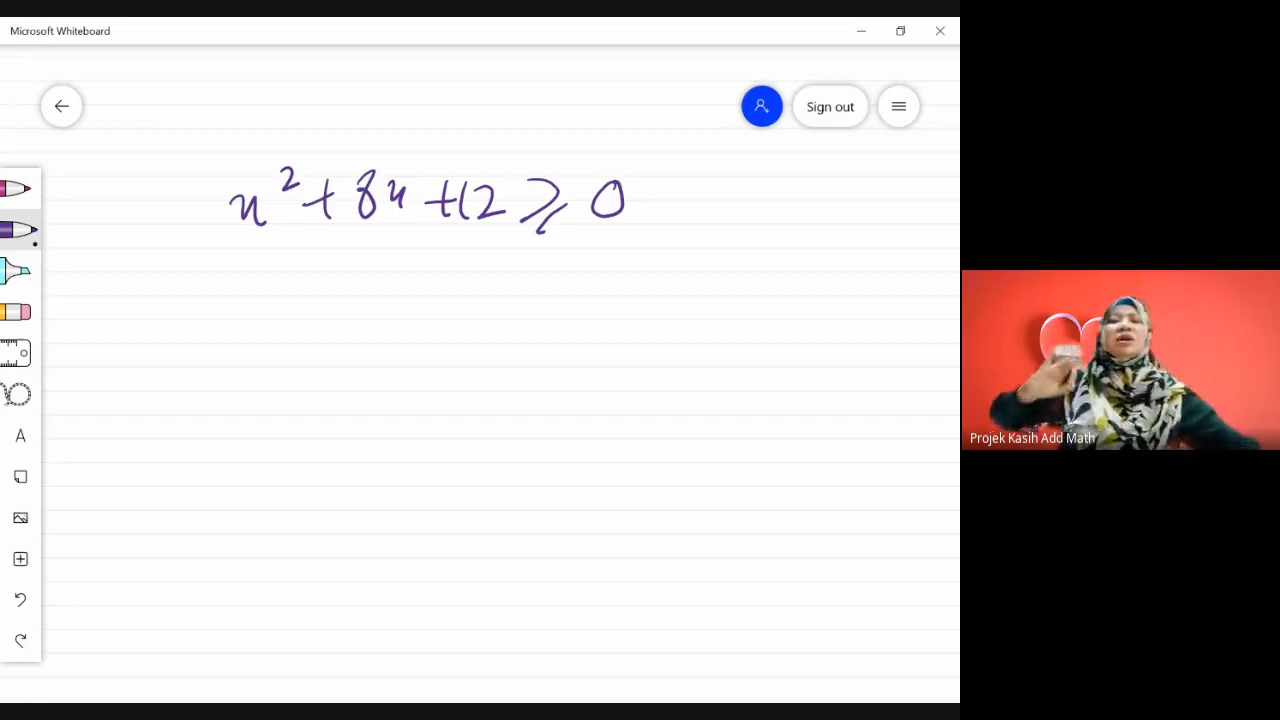 Microsoft Whiteboard
Sign out
x² + 8x + 12 ≥ 0
A
Projek Kasih Add Math